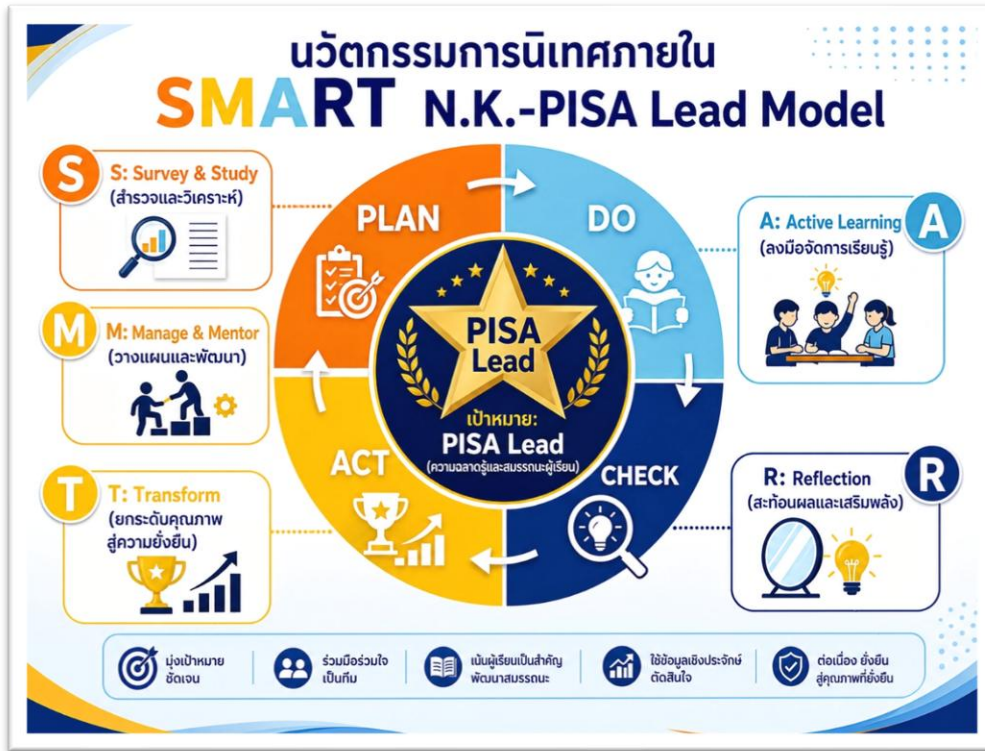 นวัตกรรมการนิเทศภายใน
SMART N.K.-PISA Lead Model
S
S: Survey & Study
(สำรวจและวิเคราะห์)
M
M: Manage & Mentor
(วางแผนและพัฒนา)
T
T: Transform
(ยกระดับคุณภาพ
สู่ความยั่งยืน)
PLAN
DO
ACT
CHECK
PISA
Lead
เป้าหมาย:
PISA Lead
(ความฉลาดรู้และสมรรถนะผู้เรียน)
A: Active Learning
(ลงมือจัดการเรียนรู้)
A
R: Reflection
(สะท้อนผลและเสริมพลัง)
R
มุ่งเป้าหมาย
ชัดเจน
ร่วมมือร่วมใจ
เป็นทีม
เน้นผู้เรียนเป็นสำคัญ
พัฒนาสมรรถนะ
ใช้ข้อมูลเชิงประจักษ์
ตัดสินใจ
ต่อเนื่อง ยั่งยืน
สู่คุณภาพที่ยั่งยืน